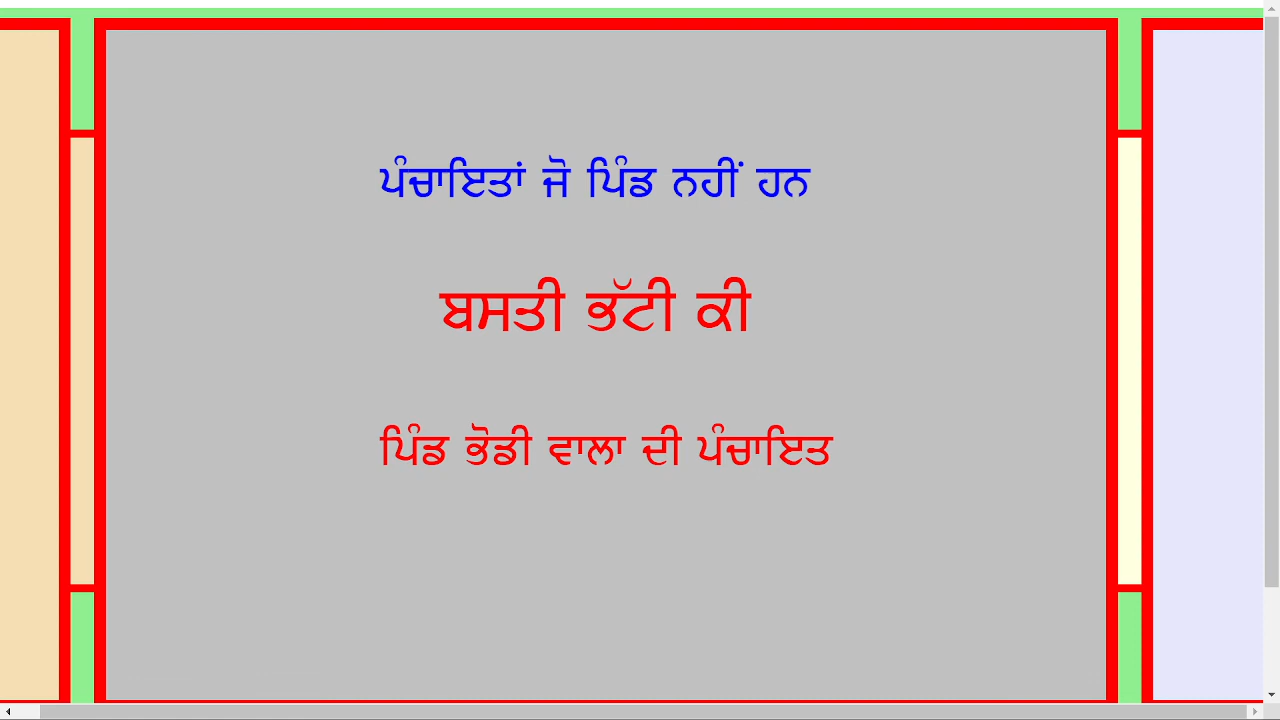 ਪੰਚਾਇਤਾਂ ਜੋ ਪਿੰਡ ਨਹੀਂ ਹਨ
ਬਸਤੀ ਭੱਟੀ ਕੀ
ਪਿੰਡ ਭੋਡੀ ਵਾਲਾ ਦੀ ਪੰਚਾਇਤ